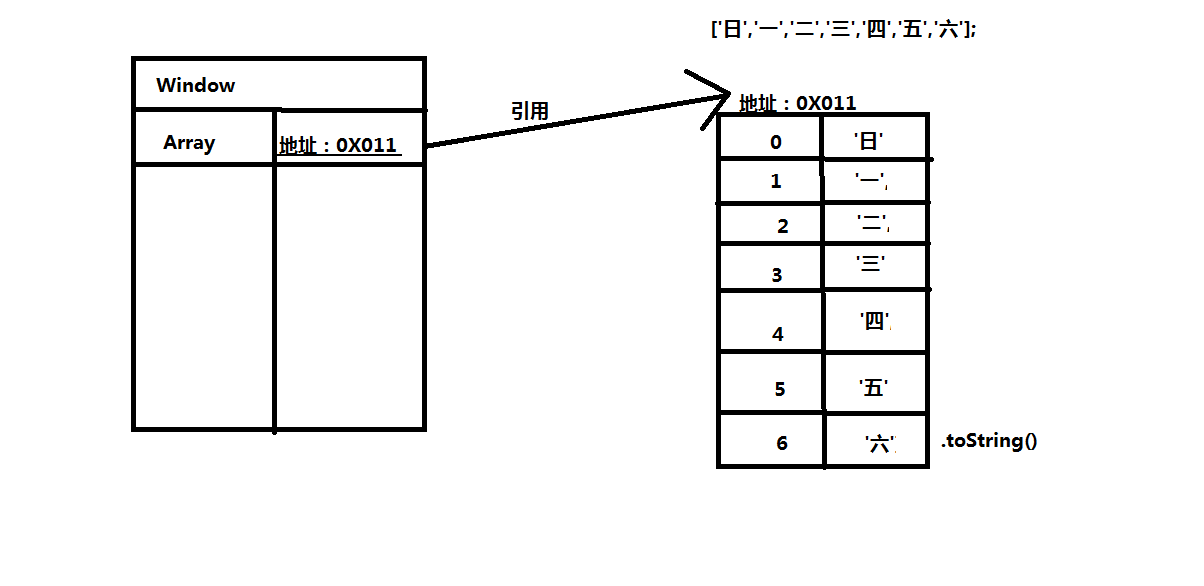 ['日','一','二','三','四','五','六'];
Window
Array 地址：0X011
引用
地址：0X011
0 '日'
1 '一',
2 '二',
3 '三'
4 '四',
5 '五'
6 '六'
.toString()